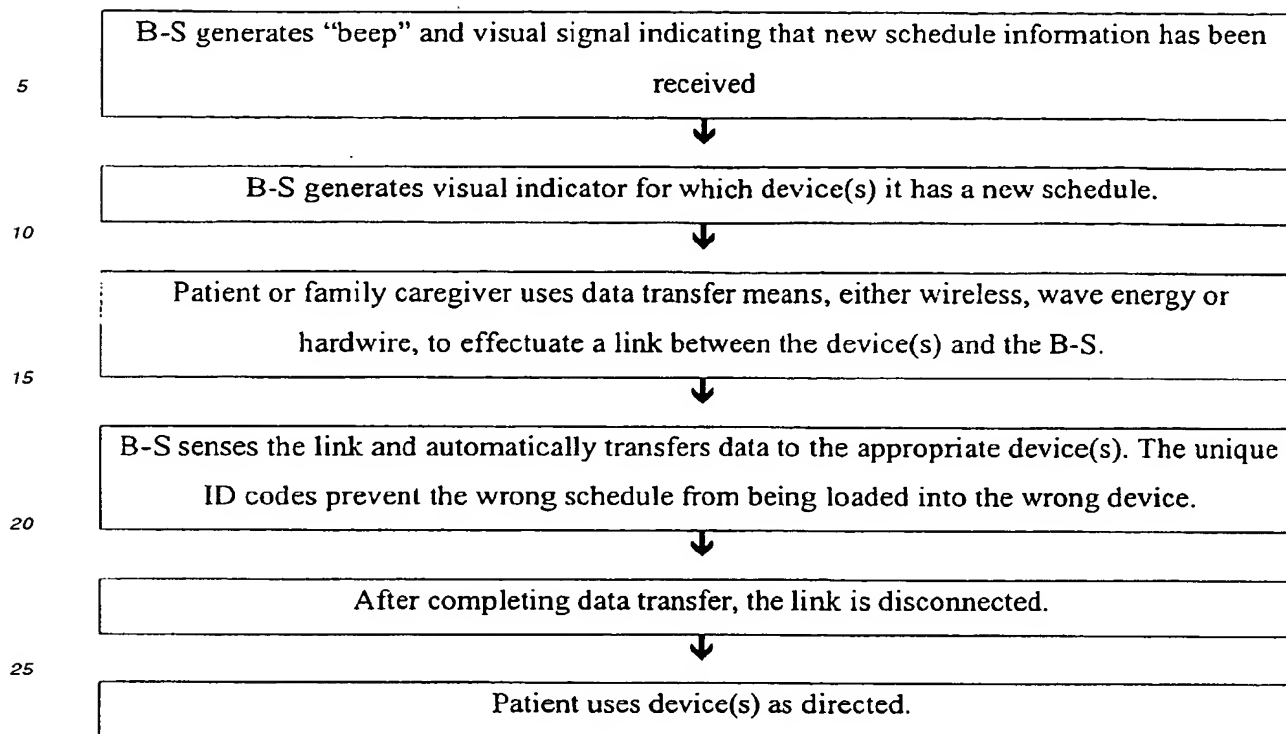 B-S generates “beep” and visual signal indicating that new schedule information has been
5
received
B-S generates visual indicator for which device(s) it has a new schedule.
10
Patient or family caregiver uses data transfer means, either wireless, wave energy or
hardwire, to effectuate a link between the device(s) and the B-S.
15
B-S senses the link and automatically transfers data to the appropriate device(s). The unique
ID codes prevent the wrong schedule from being loaded into the wrong device.
20
After completing data transfer, the link is disconnected.
25
Patient uses device(s) as directed.